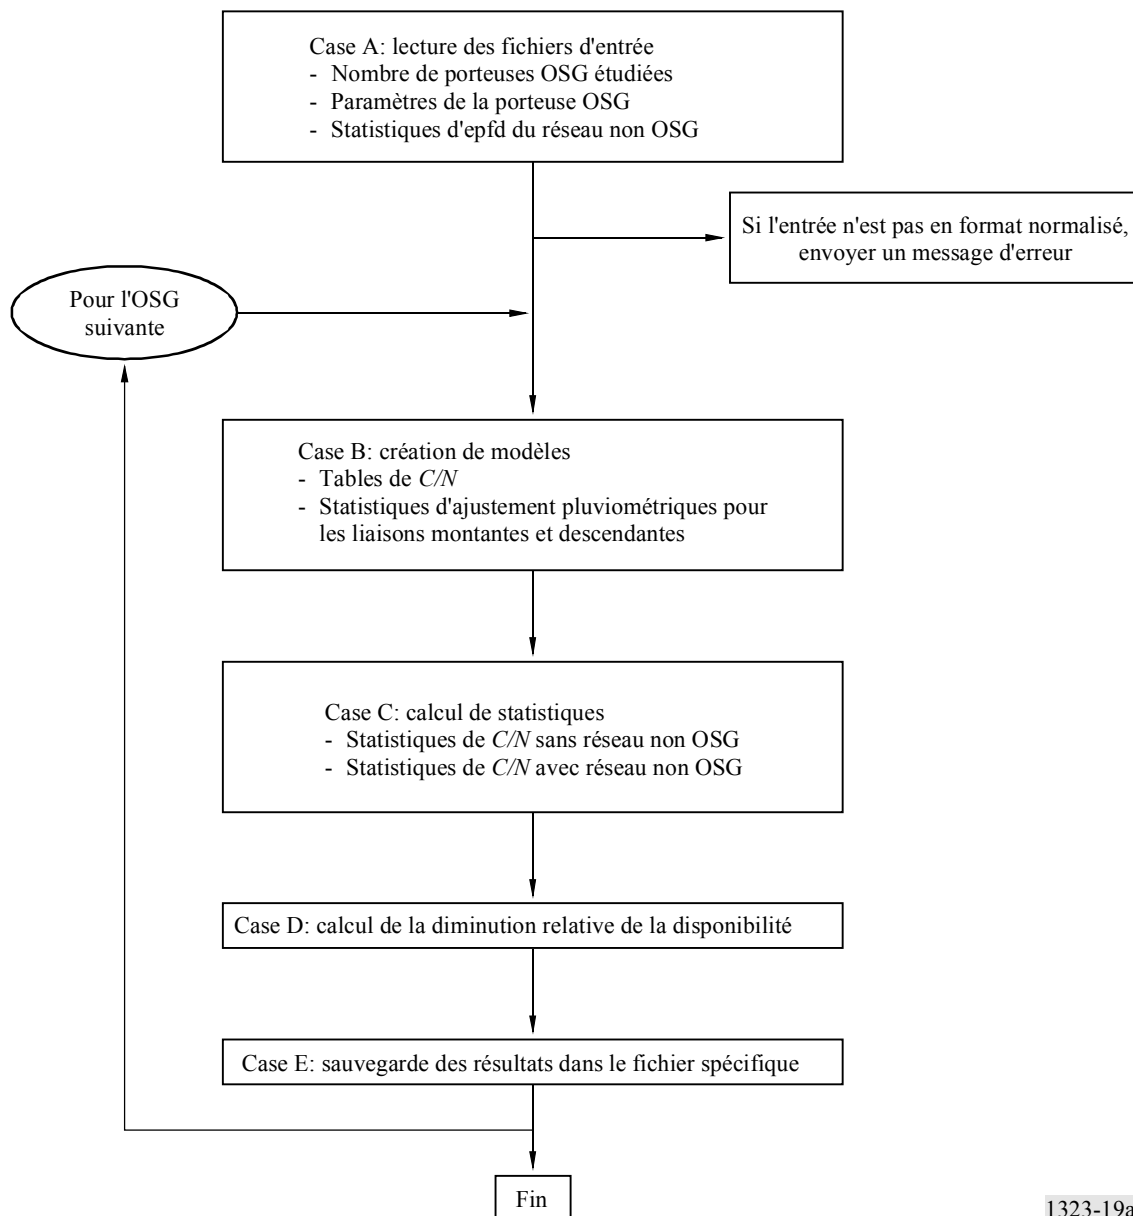 Case A: lecture des fichiers d'entrée
- Nombre de porteuses OSG étudiées
- Paramètres de la porteuse OSG
- Statistiques d'epfd du réseau non OSG
Si l'entrée n'est pas en format normalisé,
envoyer un message d'erreur
Pour l'OSG
suivante
Case B: création de modèles
- Tables de C/N
- Statistiques d'ajustement pluviométriques pour
les liaisons montantes et descendantes
Case C: calcul de statistiques
- Statistiques de C/N sans réseau non OSG
- Statistiques de C/N avec réseau non OSG
Case D: calcul de la diminution relative de la disponibilité
Case E: sauvegarde des résultats dans le fichier spécifique
Fin
1323-19a